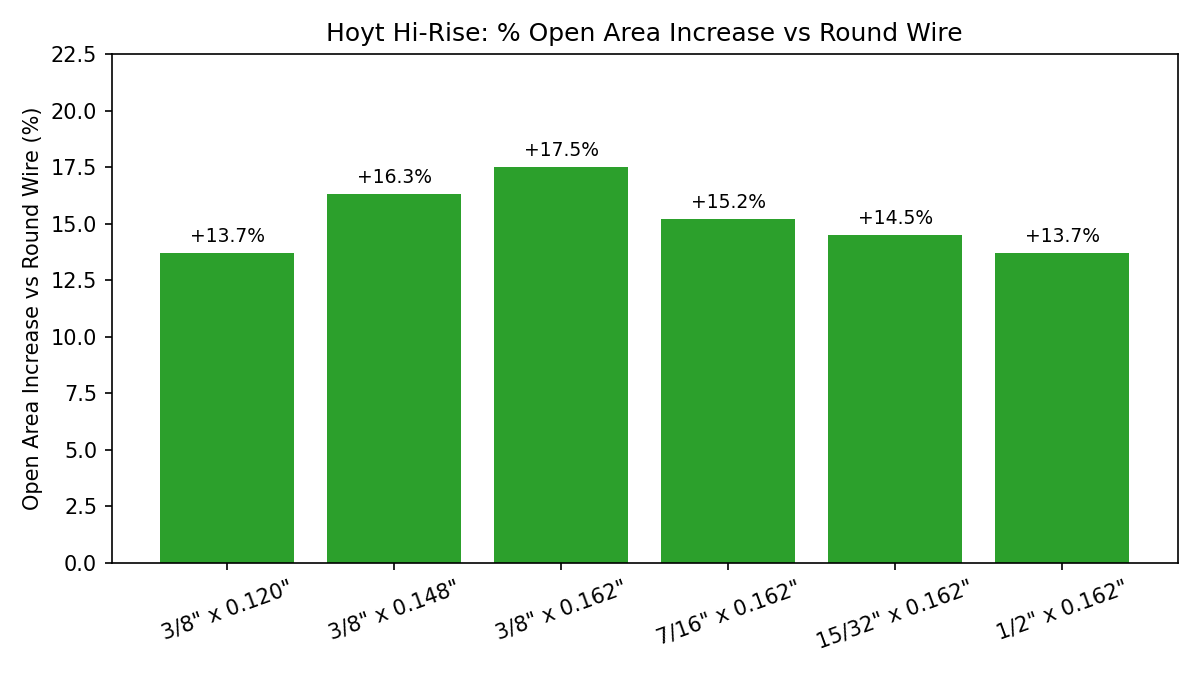 Hoyt Hi-Rise: % Open Area Increase vs Round Wire
Open Area Increase vs Round Wire (%)
22.5
20.0
17.5
15.0
12.5
10.0
7.5
5.0
2.5
0.0
+13.7%
+16.3%
+17.5%
+15.2%
+14.5%
+13.7%
3/8" x 0.120"
3/8" x 0.148"
3/8" x 0.162"
7/16" x 0.162"
15/32" x 0.162"
1/2" x 0.162"